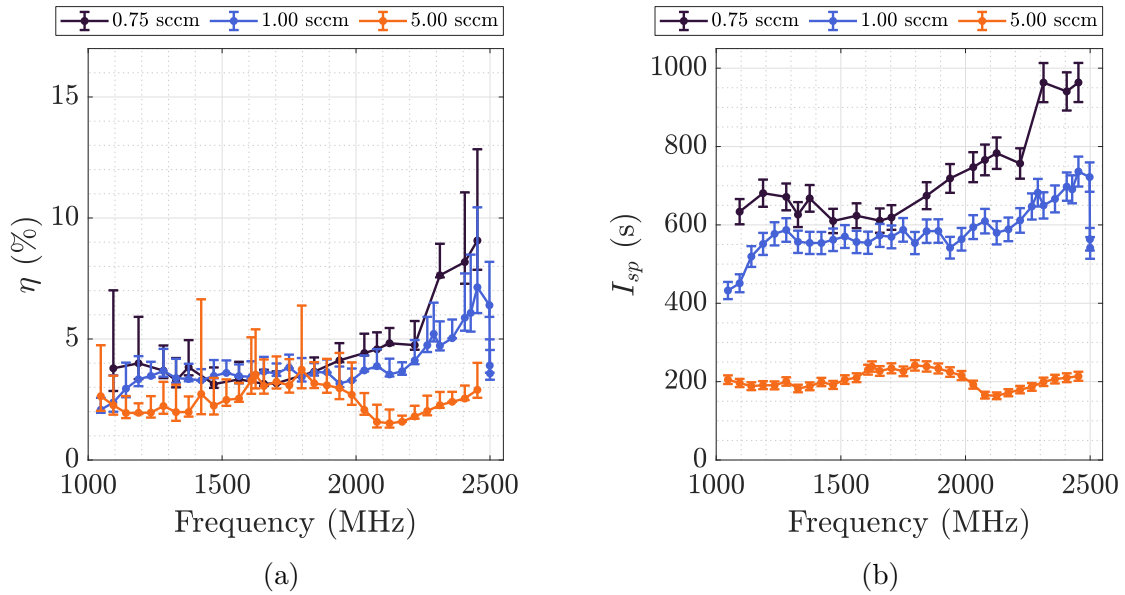 0.75 sccm 1.00 sccm 5.00 sccm
15
10
5
0
η (%)
1000 1500 2000 2500
Frequency (MHz)
(a)
0.75 sccm 1.00 sccm 5.00 sccm
1000
800
600
400
200
0
I_{sp} (s)
1000 1500 2000 2500
Frequency (MHz)
(b)